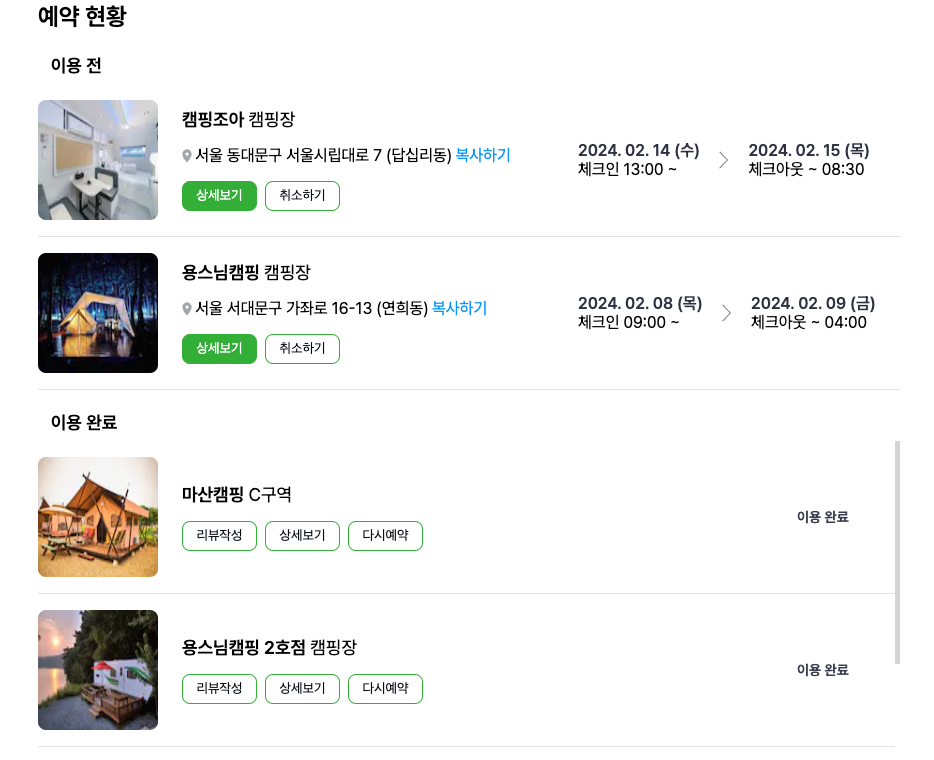 예약 현황
이용 전
캠핑조아 캠핑장
서울 동대문구 서울시립대로 7 (답십리동) 복사하기
상세보기 취소하기
2024. 02. 14 (수)
체크인 13:00 ~
2024. 02. 15 (목)
체크아웃 ~ 08:30
용스님캠핑 캠핑장
서울 서대문구 가좌로 16-13 (연희동) 복사하기
상세보기 취소하기
2024. 02. 08 (목)
체크인 09:00 ~
2024. 02. 09 (금)
체크아웃 ~ 04:00
이용 완료
마산캠핑 C구역
리뷰작성 상세보기 다시예약
이용 완료
용스님캠핑 2호점 캠핑장
리뷰작성 상세보기 다시예약
이용 완료